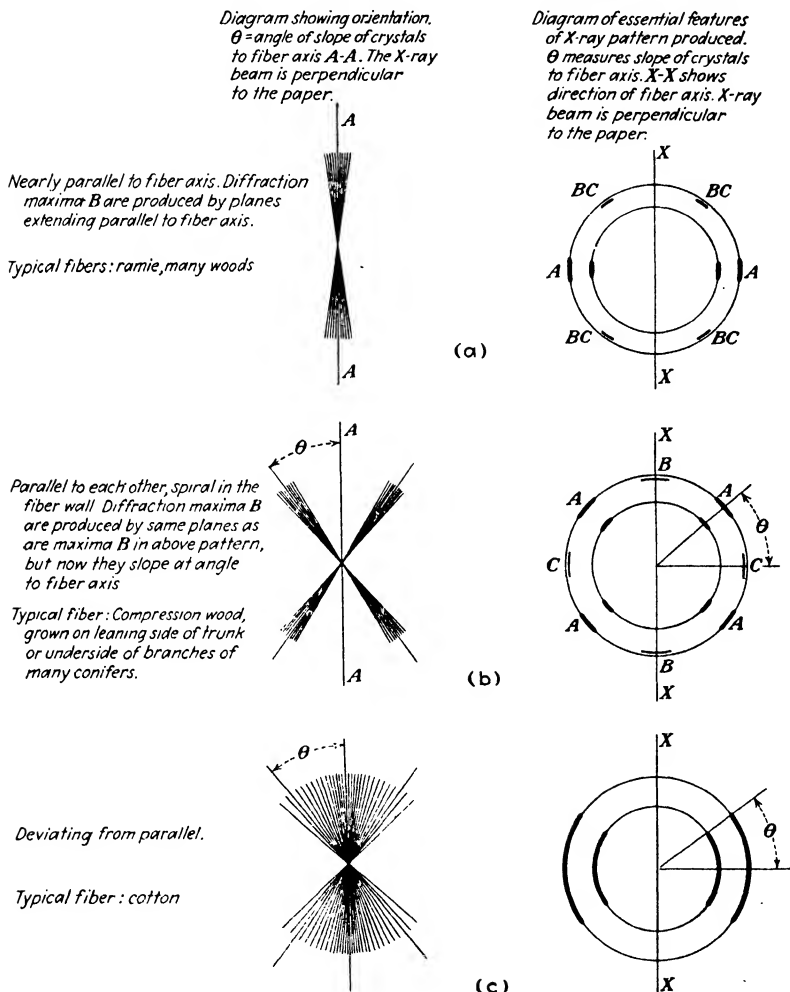 Diagram showing orientation.
θ = angle of slope of crystals
to fiber axis A-A. The X-ray
beam is perpendicular
to the paper.
Diagram of essential features
of X-ray pattern produced.
θ measures slope of crystals
to fiber axis. X-X shows
direction of fiber axis. X-ray
beam is perpendicular
to the paper.
Nearly parallel to fiber axis. Diffraction
maxima B are produced by planes
extending parallel to fiber axis.
Typical fibers: ramie, many woods
A
A
X
BC
BC
A
A
BC
BC
X
(a)
Parallel to each other, spiral in the
fiber wall Diffraction maxima B
are produced by same planes as
are maxima B in above pattern,
but now they slope at angle
to fiber axis
Typical fiber: Compression wood,
grown on leaning side of trunk
or underside of branches of
many conifers.
θ
A
A
X
B
A
A
θ
C
C
A
A
B
X
(b)
Deviating from parallel.
Typical fiber: cotton
θ
X
θ
X
(c)